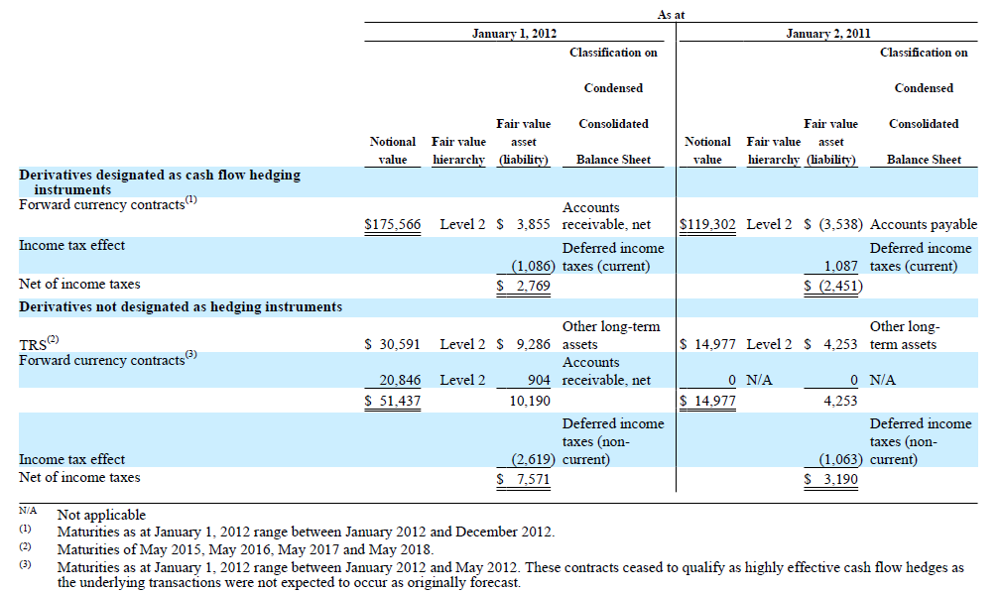 As at
January 1, 2012 January 2, 2011
Classification on Classification on
Condensed Condensed
Fair value Consolidated Fair value Consolidated
Notional Fair value asset Notional Fair value asset
value hierarchy (liability) Balance Sheet value hierarchy (liability) Balance Sheet
Derivatives designated as cash flow hedging
instruments
Forward currency contracts(1) Accounts
$175,566 Level 2 $ 3,855 receivable, net $119,302 Level 2 $ (3,538) Accounts payable
Income tax effect Deferred income Deferred income
(1,086) taxes (current) 1,087 taxes (current)
Net of income taxes $ 2,769 $ (2,451)
Derivatives not designated as hedging instruments
Other long-term Other long-
TRS(2) $ 30,591 Level 2 $ 9,286 assets $ 14,977 Level 2 $ 4,253 term assets
Forward currency contracts(3) Accounts
20,846 Level 2 904 receivable, net 0 N/A 0 N/A
$ 51,437 10,190 $ 14,977 4,253
Deferred income Deferred income
taxes (non- taxes (non-
Income tax effect (2,619) current) (1,063) current)
Net of income taxes $ 7,571 $ 3,190
N/A Not applicable
(1) Maturities as at January 1, 2012 range between January 2012 and December 2012.
(2) Maturities of May 2015, May 2016, May 2017 and May 2018.
(3) Maturities as at January 1, 2012 range between January 2012 and May 2012. These contracts ceased to qualify as highly effective cash flow hedges as
the underlying transactions were not expected to occur as originally forecast.